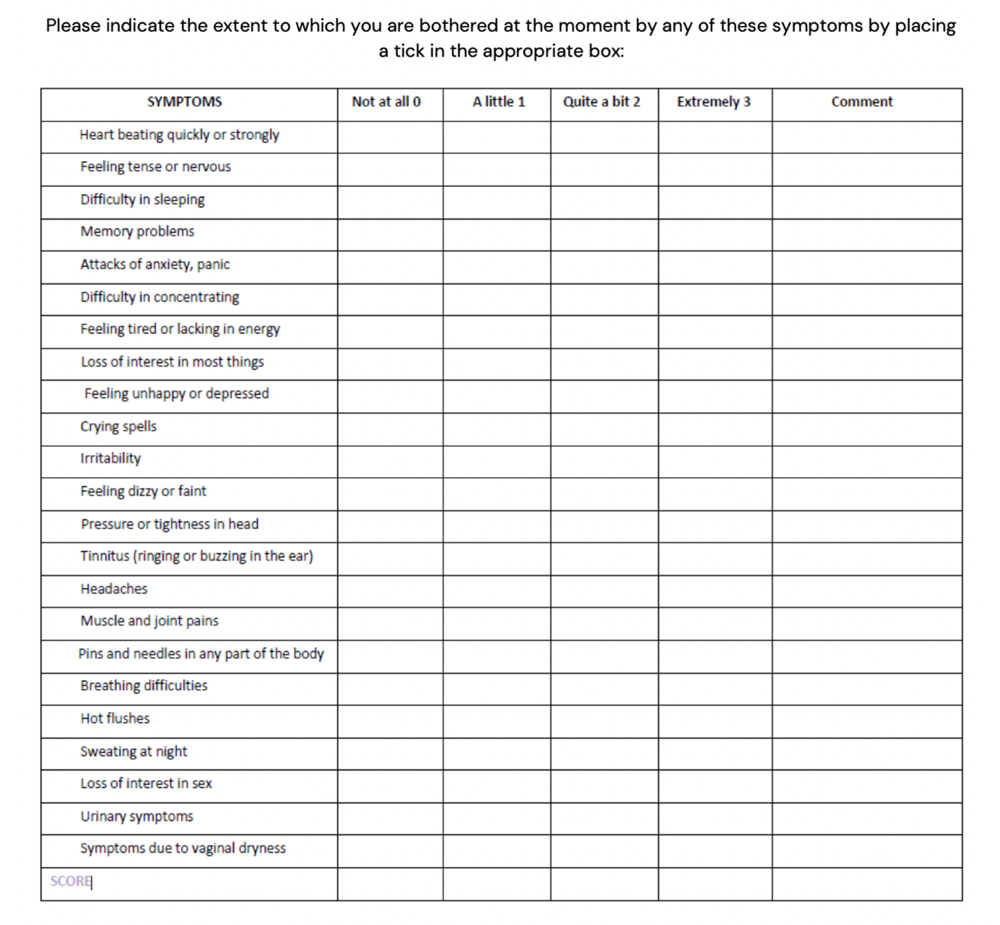 Please indicate the extent to which you are bothered at the moment by any of these symptoms by placing
a tick in the appropriate box:
SYMPTOMS Not at all 0 A little 1 Quite a bit 2 Extremely 3 Comment
Heart beating quickly or strongly
Feeling tense or nervous
Difficulty in sleeping
Memory problems
Attacks of anxiety, panic
Difficulty in concentrating
Feeling tired or lacking in energy
Loss of interest in most things
Feeling unhappy or depressed
Crying spells
Irritability
Feeling dizzy or faint
Pressure or tightness in head
Tinnitus (ringing or buzzing in the ear)
Headaches
Muscle and joint pains
Pins and needles in any part of the body
Breathing difficulties
Hot flushes
Sweating at night
Loss of interest in sex
Urinary symptoms
Symptoms due to vaginal dryness
SCORE